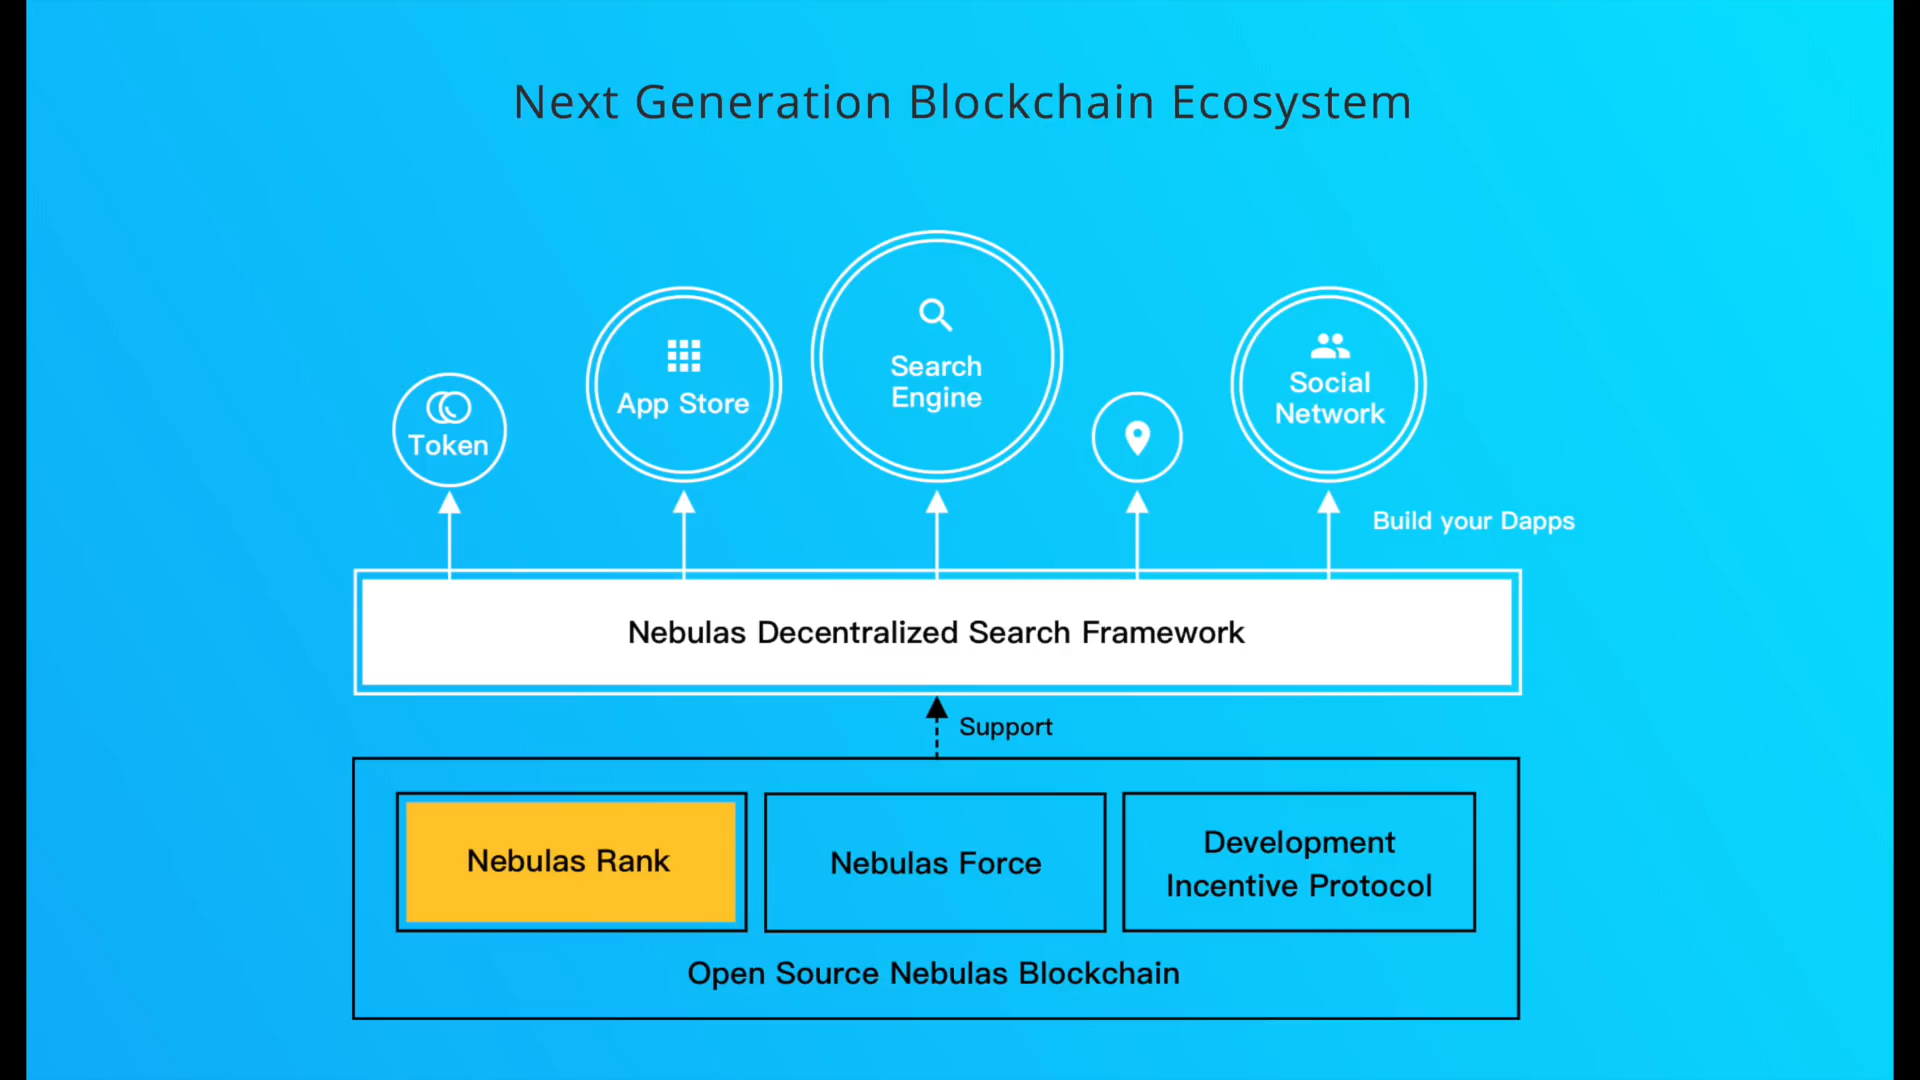 Next Generation Blockchain Ecosystem
Token
App Store
Search
Engine
Social
Network
Build your Dapps
Nebulas Decentralized Search Framework
Support
Nebulas Rank
Nebulas Force
Development
Incentive Protocol
Open Source Nebulas Blockchain